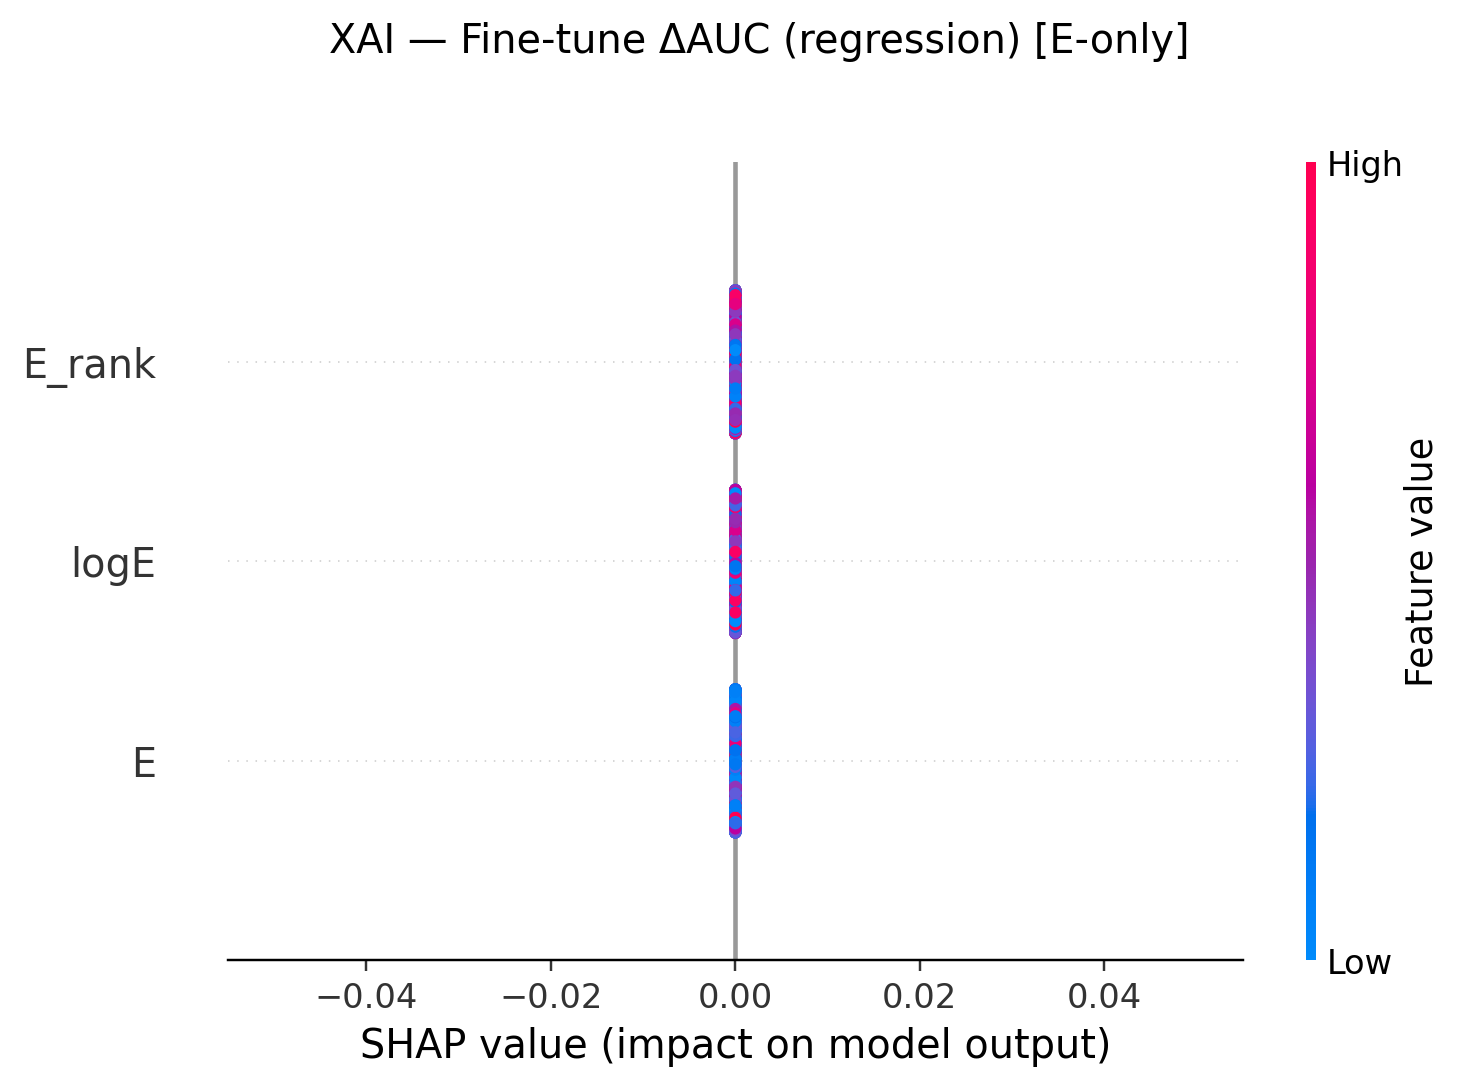 XAI — Fine-tune ΔAUC (regression) [E-only]
High
E_rank
logE
Feature value
E
Low
−0.04 −0.02 0.00 0.02 0.04
SHAP value (impact on model output)